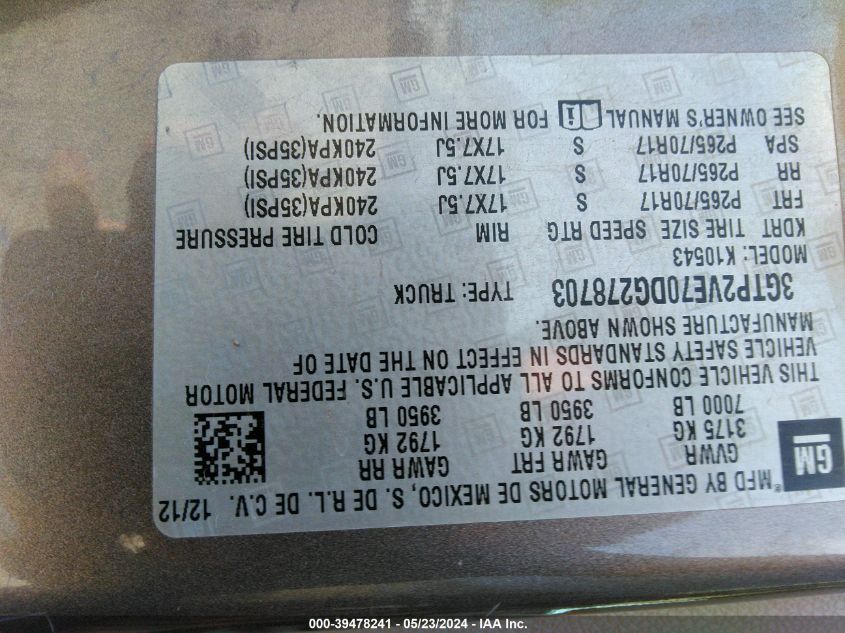 GM
®MFD BY GENERAL MOTORS DE MEXICO, S. DE R.L. DE C.V. 12/12
GVWR GAWR FRT GAWR RR
3175 KG 1792 KG 1792 KG
7000 LB 3950 LB 3950 LB
THIS VEHICLE CONFORMS TO ALL APPLICABLE U.S. FEDERAL MOTOR
VEHICLE SAFETY STANDARDS IN EFFECT ON THE DATE OF
MANUFACTURE SHOWN ABOVE.
3GTP2VE70DG278703 TYPE: TRUCK
MODEL: K10543
KDRT TIRE SIZE SPEED RTG RIM COLD TIRE PRESSURE
FRT P265/70R17 S 17X7.5J 240KPA(35PSI)
RR P265/70R17 S 17X7.5J 240KPA(35PSI)
SPA P265/70R17 S 17X7.5J 240KPA(35PSI)
SEE OWNER'S MANUAL i FOR MORE INFORMATION.
000-39478241 - 05/23/2024 - IAA Inc.